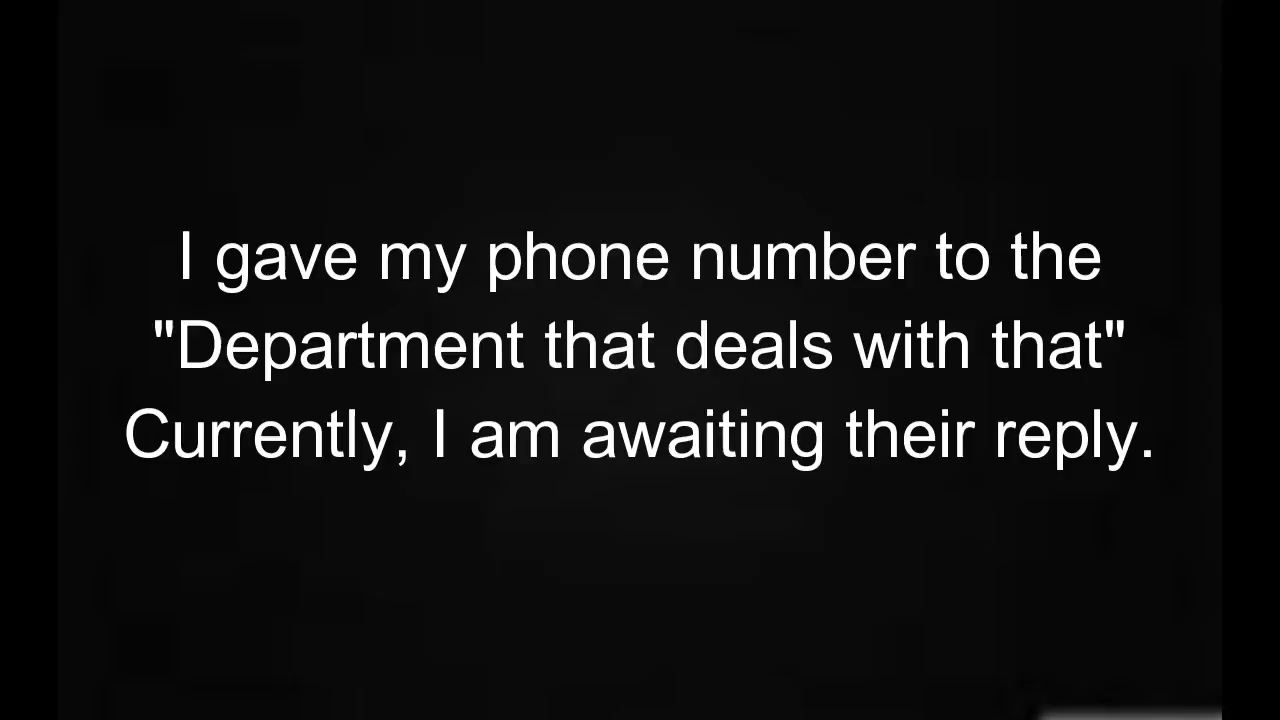 I gave my phone number to the
"Department that deals with that"
Currently, I am awaiting their reply.